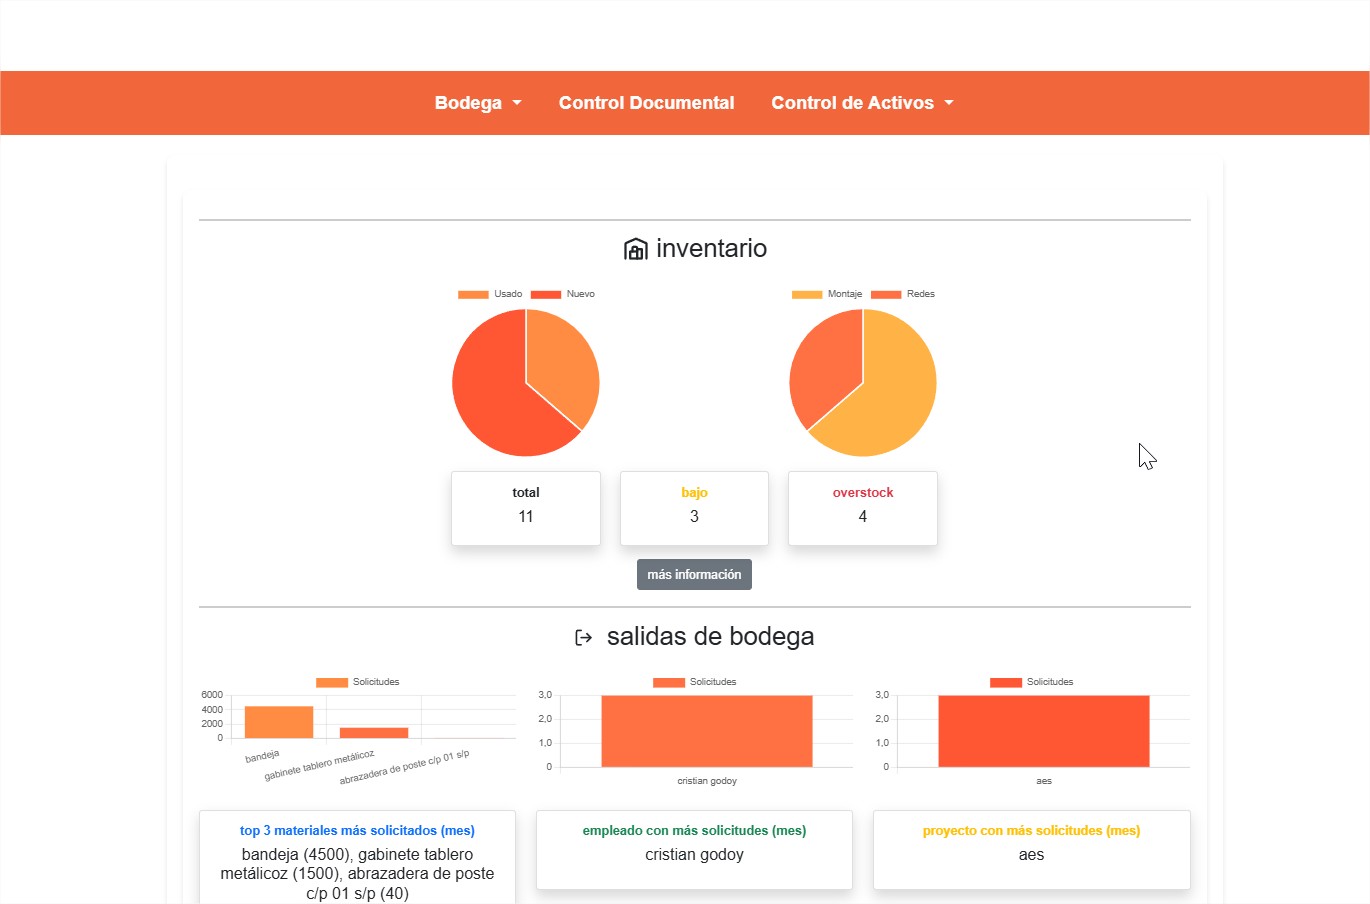 Bodega Control Documental Control de Activos
inventario
Usado Nuevo
Montaje Redes
total
11
bajo
3
overstock
4
más información
salidas de bodega
Solicitudes
6000
4000
2000
0
bandeja
gabinete tablero metálicoz
abrazadera de poste c/p 01 s/p
Solicitudes
3,0
2,0
1,0
0
cristian godoy
Solicitudes
3,0
2,0
1,0
0
aes
top 3 materiales más solicitados (mes)
bandeja (4500), gabinete tablero
metálicoz (1500), abrazadera de poste
c/p 01 s/p (40)
empleado con más solicitudes (mes)
cristian godoy
proyecto con más solicitudes (mes)
aes